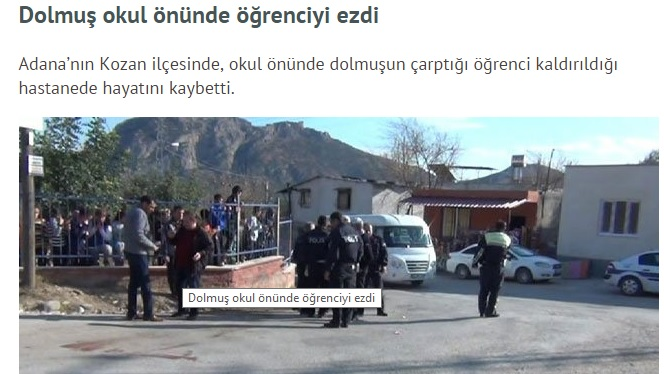 Dolmuş okul önünde öğrenciyi ezdi
Adana’nın Kozan ilçesinde, okul önünde dolmuşun çarptığı öğrenci kaldırıldığı
hastanede hayatını kaybetti.
POLİS
Dolmuş okul önünde öğrenciyi ezdi